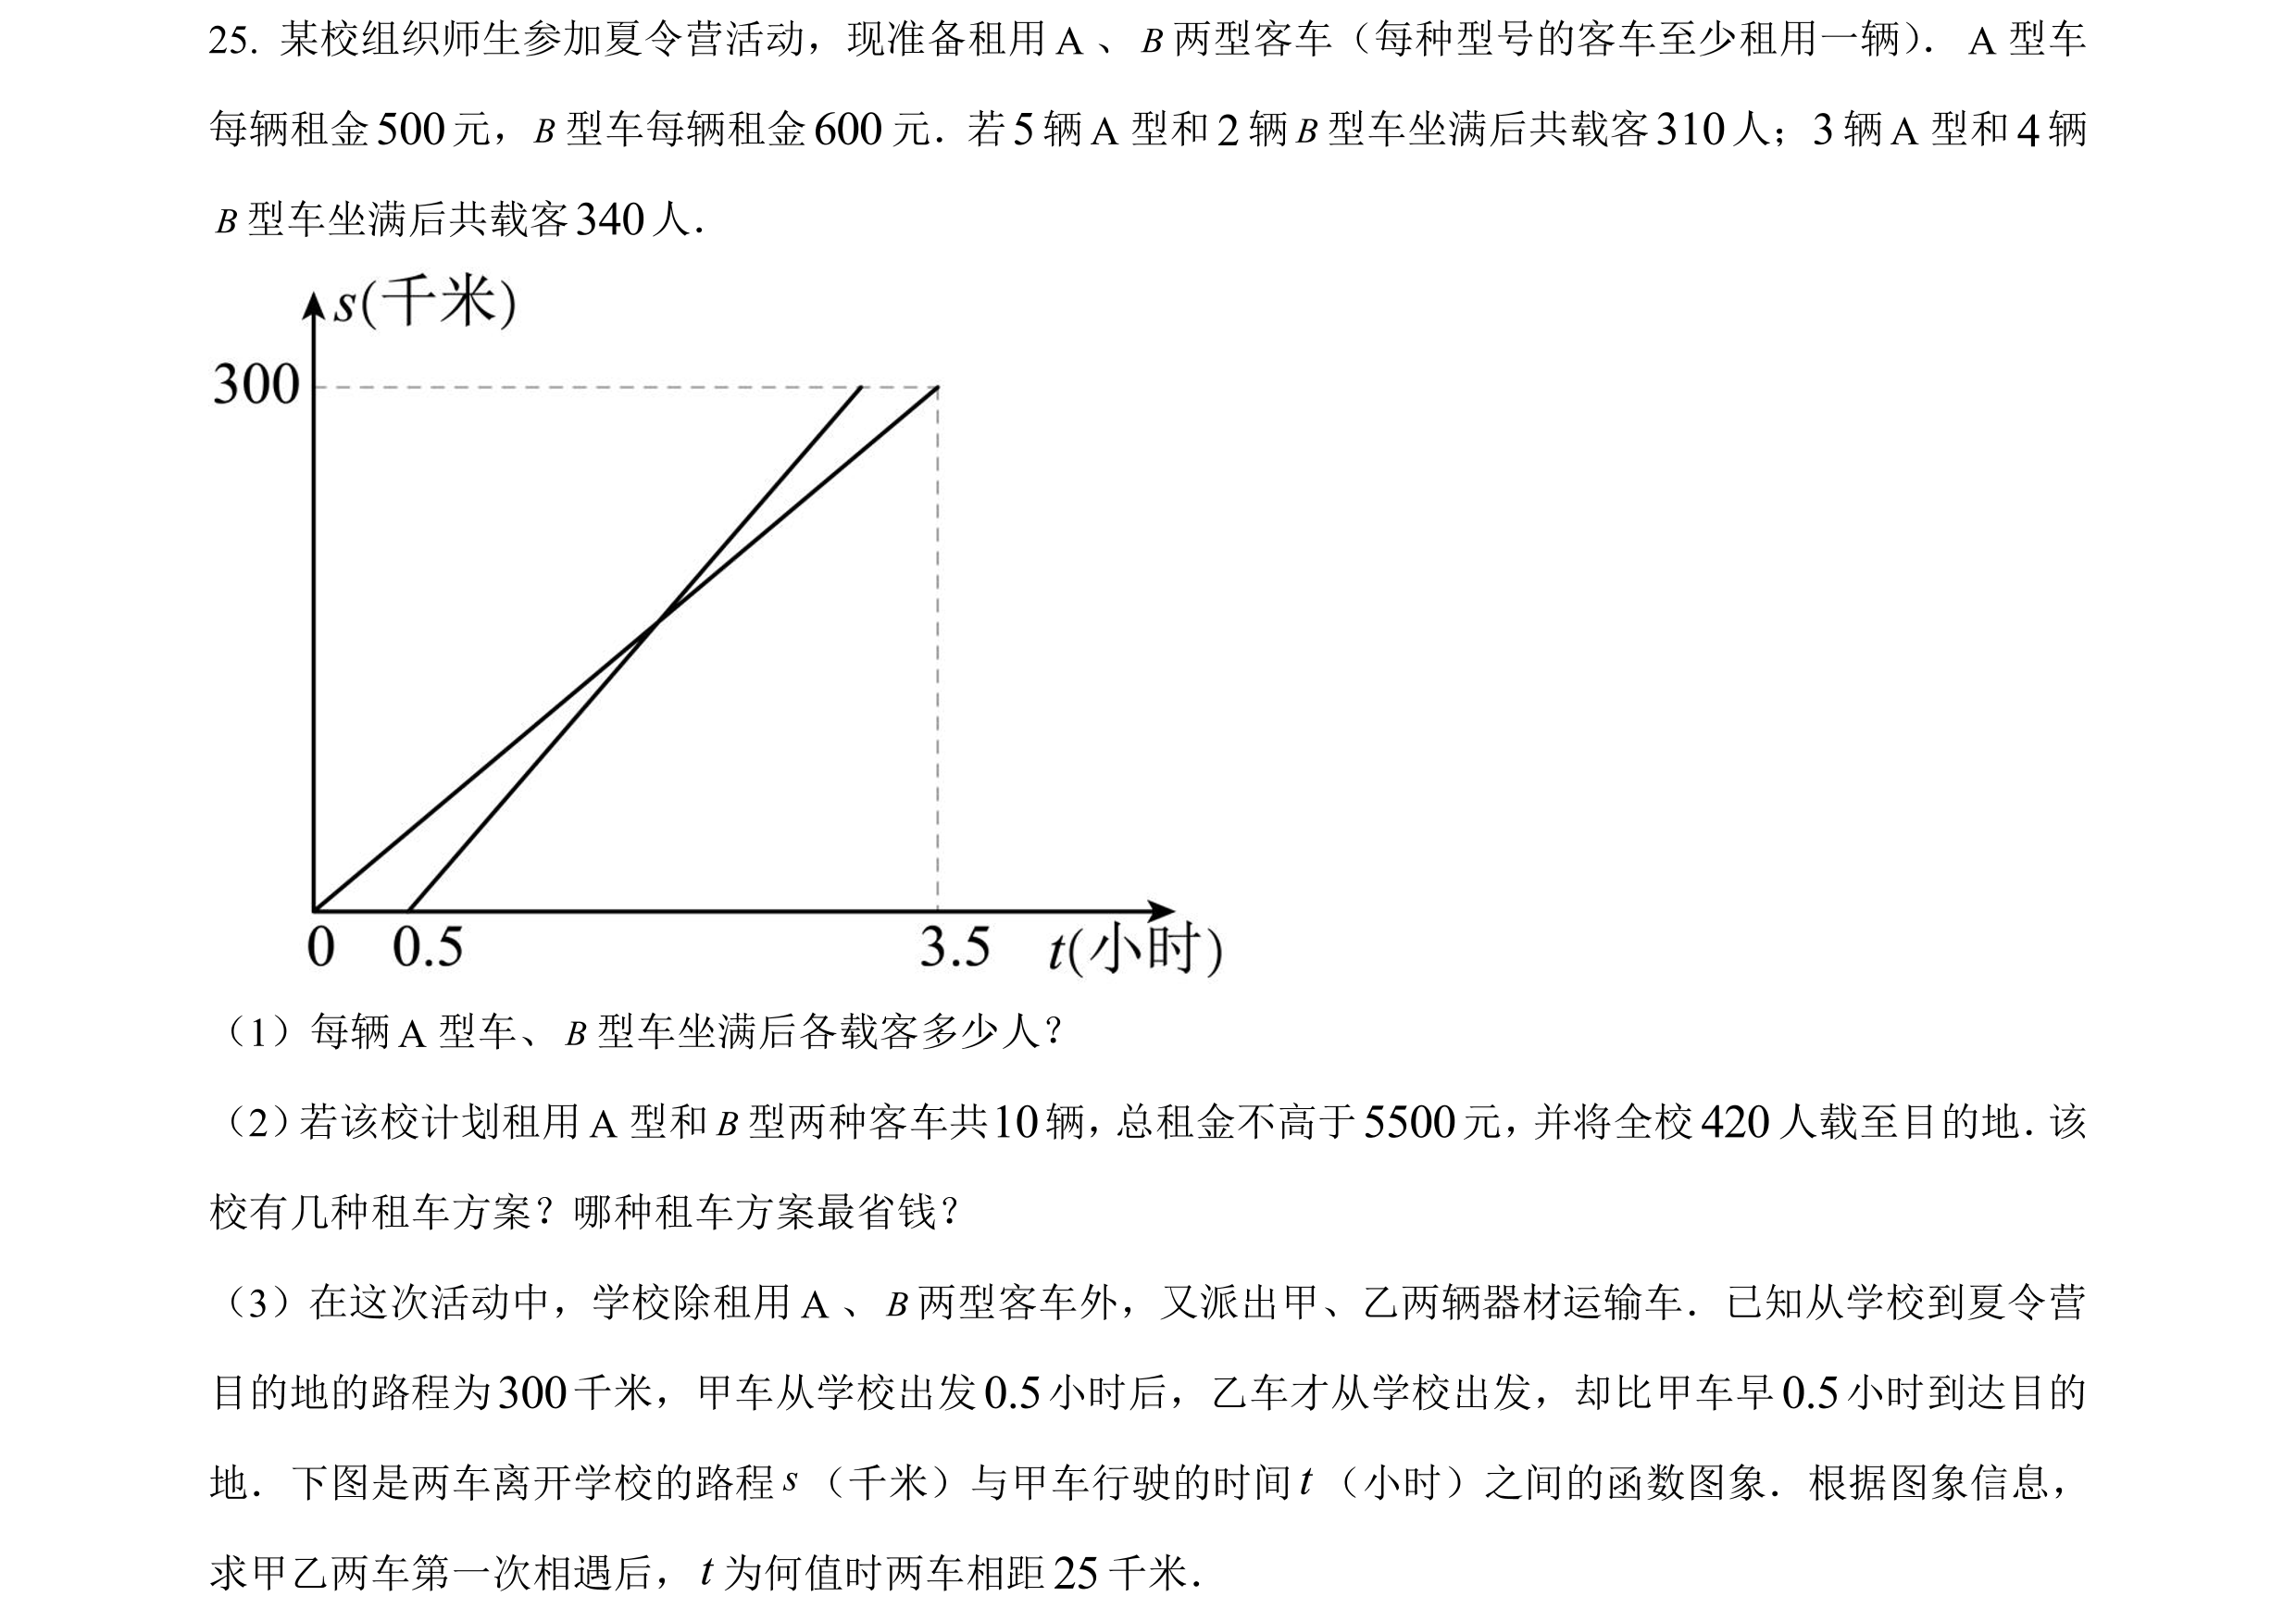 25. 某校组织师生参加夏令营活动，现准备租用 A 、 B 两型客车（每种型号的客车至少租用一辆）． A 型车
每辆租金 500 元， B 型车每辆租金 600 元．若 5 辆 A 型和 2 辆 B 型车坐满后共载客 310 人；3 辆 A 型和 4 辆
B 型车坐满后共载客 340 人．
s(千米)
300
0 0.5 3.5 t(小时)
（1）每辆 A 型车、 B 型车坐满后各载客多少人？
（2）若该校计划租用 A 型和 B 型两种客车共 10 辆，总租金不高于 5500 元，并将全校 420 人载至目的地．该
校有几种租车方案？哪种租车方案最省钱？
（3）在这次活动中，学校除租用 A 、 B 两型客车外，又派出甲、乙两辆器材运输车．已知从学校到夏令营
目的地的路程为 300 千米，甲车从学校出发 0.5 小时后，乙车才从学校出发，却比甲车早 0.5 小时到达目的
地．下图是两车离开学校的路程 s （千米）与甲车行驶的时间 t （小时）之间的函数图象．根据图象信息，
求甲乙两车第一次相遇后， t 为何值时两车相距 25 千米．